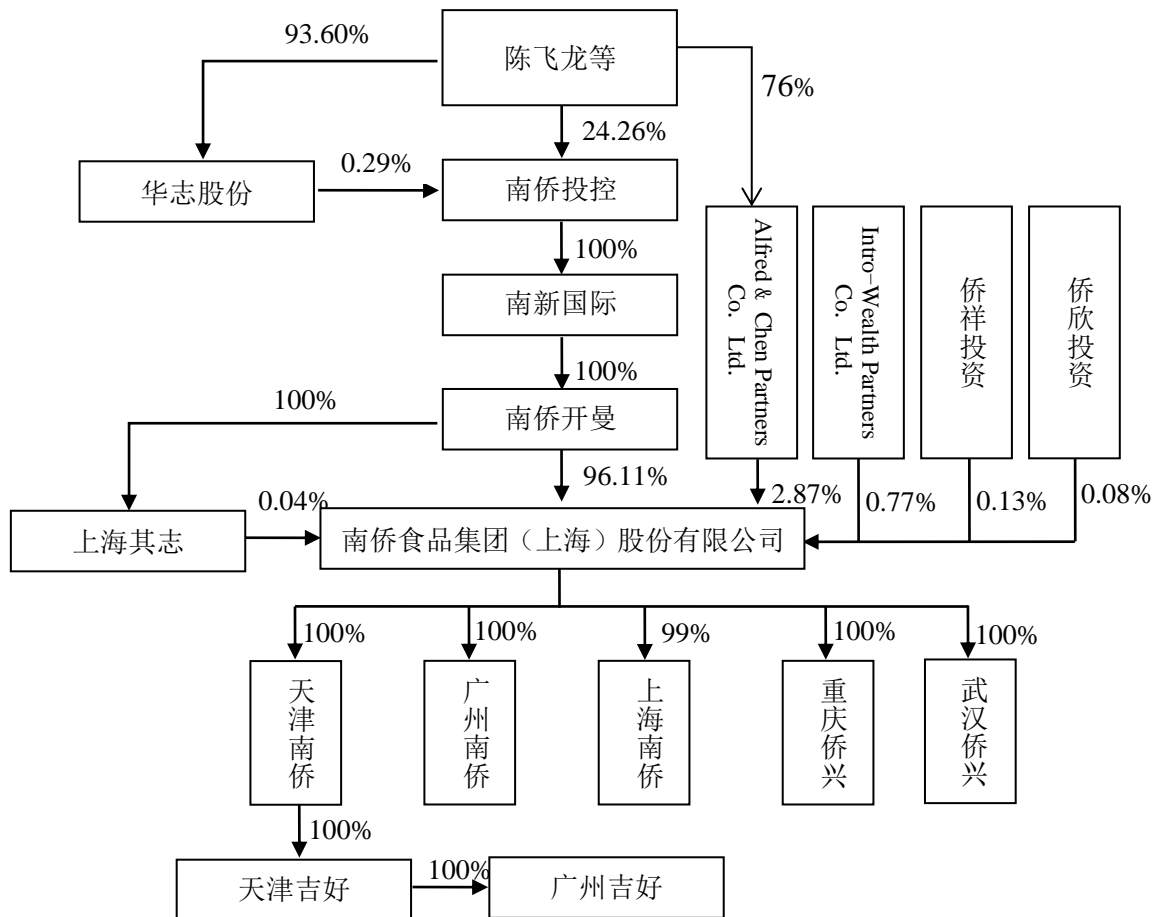 93.60%
陈飞龙等
76%
24.26%
华志股份
0.29%
南侨投控
100%
南新国际
Alfred & Chen Partners
Co. Ltd.
Intro-Wealth Partners
Co. Ltd.
侨祥投资
侨欣投资
100%
100%
南侨开曼
96.11%
2.87%
0.77%
0.13%
0.08%
上海其志
0.04%
南侨食品集团（上海）股份有限公司
100%
100%
99%
100%
100%
天津南侨
广州南侨
上海南侨
重庆侨兴
武汉侨兴
100%
天津吉好
100%
广州吉好